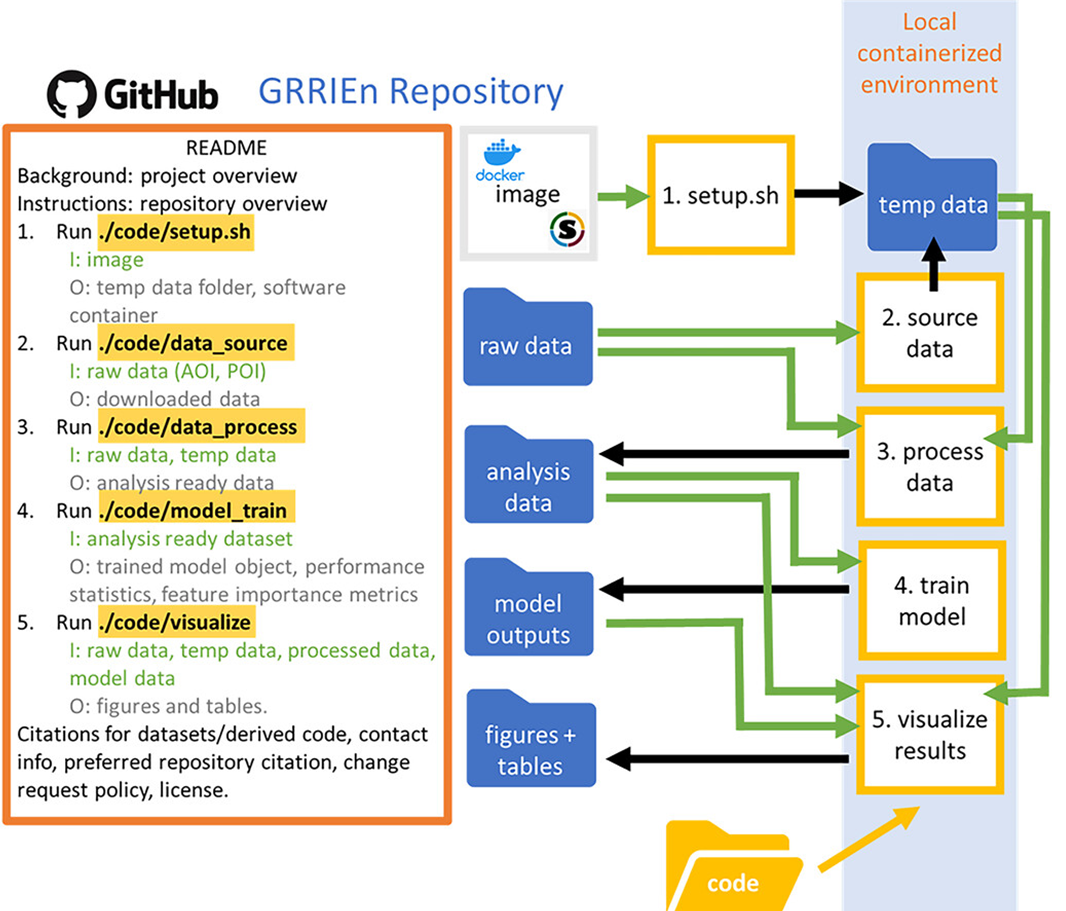 Local
containerized
environment
GitHub
GRRIEn Repository
README
Background: project overview
Instructions: repository overview
1. Run ./code/setup.sh
I: image
O: temp data folder, software
container
2. Run ./code/data_source
I: raw data (AOI, POI)
O: downloaded data
3. Run ./code/data_process
I: raw data, temp data
O: analysis ready data
4. Run ./code/model_train
I: analysis ready dataset
O: trained model object, performance
statistics, feature importance metrics
5. Run ./code/visualize
I: raw data, temp data, processed data,
model data
O: figures and tables.
Citations for datasets/derived code, contact
info, preferred repository citation, change
request policy, license.
docker
image
S
1. setup.sh
temp data
raw data
2. source
data
analysis
data
3. process
data
model
outputs
4. train
model
figures +
tables
5. visualize
results
code